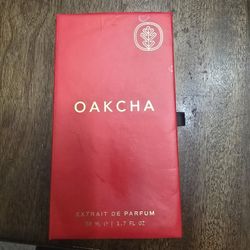 OAKCHA
EXTRAIT DE PARFUM
50 ML ℮ | 1.7 FL OZ